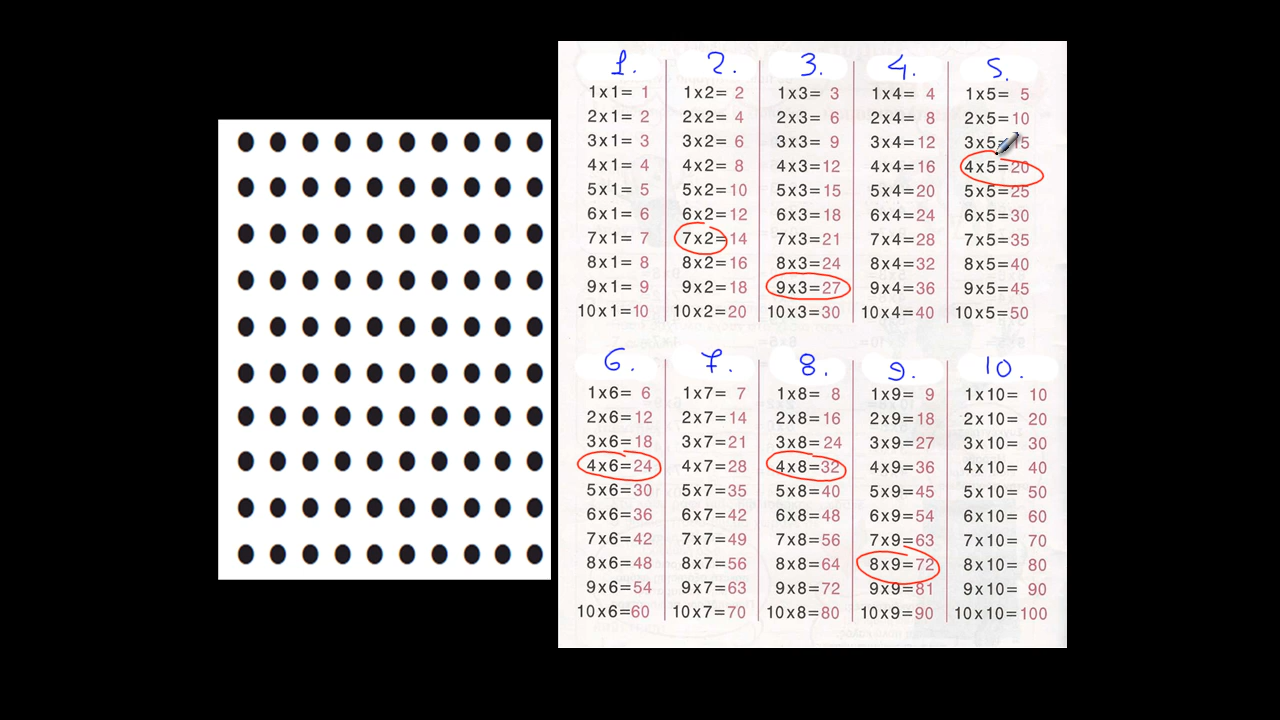 1. 2. 3. 4. 5.
1x1= 1 1x2= 2 1x3= 3 1x4= 4 1x5= 5
2x1= 2 2x2= 4 2x3= 6 2x4= 8 2x5=10
3x1= 3 3x2= 6 3x3= 9 3x4=12 3x5=15
4x1= 4 4x2= 8 4x3=12 4x4=16 4x5=20
5x1= 5 5x2=10 5x3=15 5x4=20 5x5=25
6x1= 6 6x2=12 6x3=18 6x4=24 6x5=30
7x1= 7 7x2=14 7x3=21 7x4=28 7x5=35
8x1= 8 8x2=16 8x3=24 8x4=32 8x5=40
9x1= 9 9x2=18 9x3=27 9x4=36 9x5=45
10x1=10 10x2=20 10x3=30 10x4=40 10x5=50
6. 7. 8. 9. 10.
1x6= 6 1x7= 7 1x8= 8 1x9= 9 1x10= 10
2x6=12 2x7=14 2x8=16 2x9=18 2x10= 20
3x6=18 3x7=21 3x8=24 3x9=27 3x10= 30
4x6=24 4x7=28 4x8=32 4x9=36 4x10= 40
5x6=30 5x7=35 5x8=40 5x9=45 5x10= 50
6x6=36 6x7=42 6x8=48 6x9=54 6x10= 60
7x6=42 7x7=49 7x8=56 7x9=63 7x10= 70
8x6=48 8x7=56 8x8=64 8x9=72 8x10= 80
9x6=54 9x7=63 9x8=72 9x9=81 9x10= 90
10x6=60 10x7=70 10x8=80 10x9=90 10x10=100